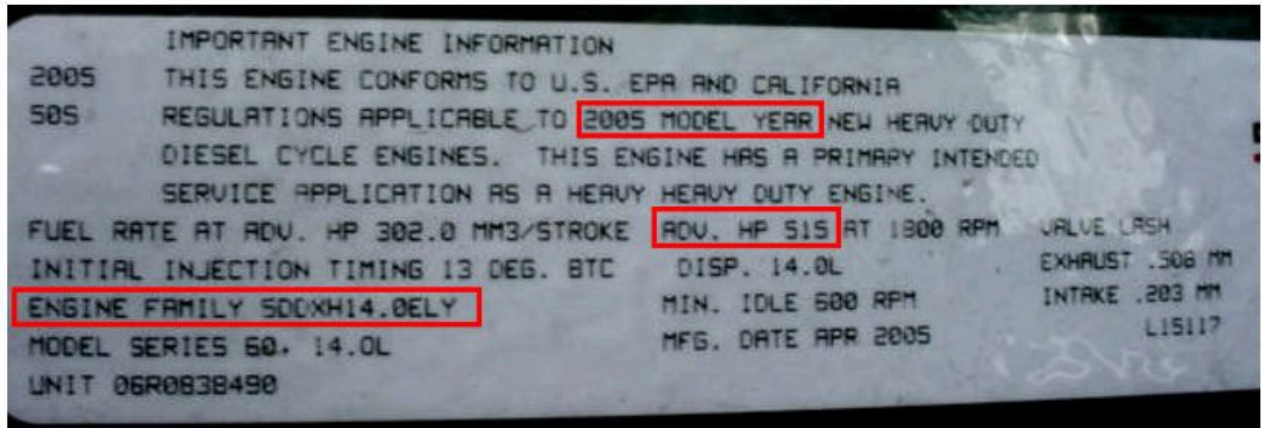 IMPORTANT ENGINE INFORMATION
2005 THIS ENGINE CONFORMS TO U.S. EPA AND CALIFORNIA
50S REGULATIONS APPLICABLE TO 2005 MODEL YEAR NEW HEAVY DUTY
DIESEL CYCLE ENGINES. THIS ENGINE HAS A PRIMARY INTENDED
SERVICE APPLICATION AS A HEAVY HEAVY DUTY ENGINE.
FUEL RATE AT ADV. HP 302.0 MM3/STROKE ADV. HP 515 AT 1800 RPM VALVE LASH
INITIAL INJECTION TIMING 13 DEG. BTC DISP. 14.0L EXHAUST .508 MM
ENGINE FAMILY 5DDXH14.0ELY MIN. IDLE 600 RPM INTAKE .203 MM
MODEL SERIES 60. 14.0L MFG. DATE APR 2005 L15117
UNIT 06R0838490